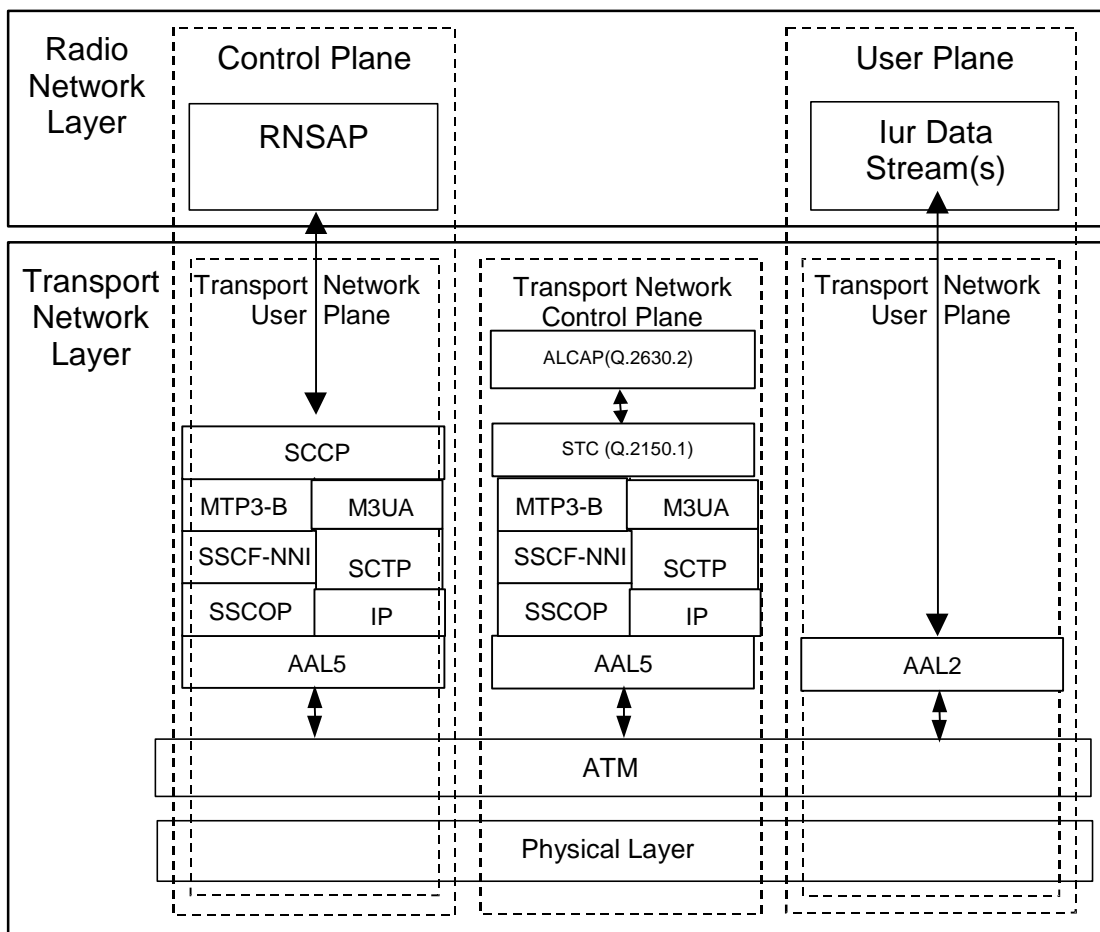 Radio
Network
Layer
Control Plane
RNSAP
User Plane
Iur Data
Stream(s)
Transport
Network
Layer
Transport Network
User Plane
SCCP
MTP3-B M3UA
SSCF-NNI SCTP
SSCOP IP
AAL5
Transport Network
Control Plane
ALCAP(Q.2630.2)
STC (Q.2150.1)
MTP3-B M3UA
SSCF-NNI SCTP
SSCOP IP
AAL5
Transport Network
User Plane
AAL2
ATM
Physical Layer